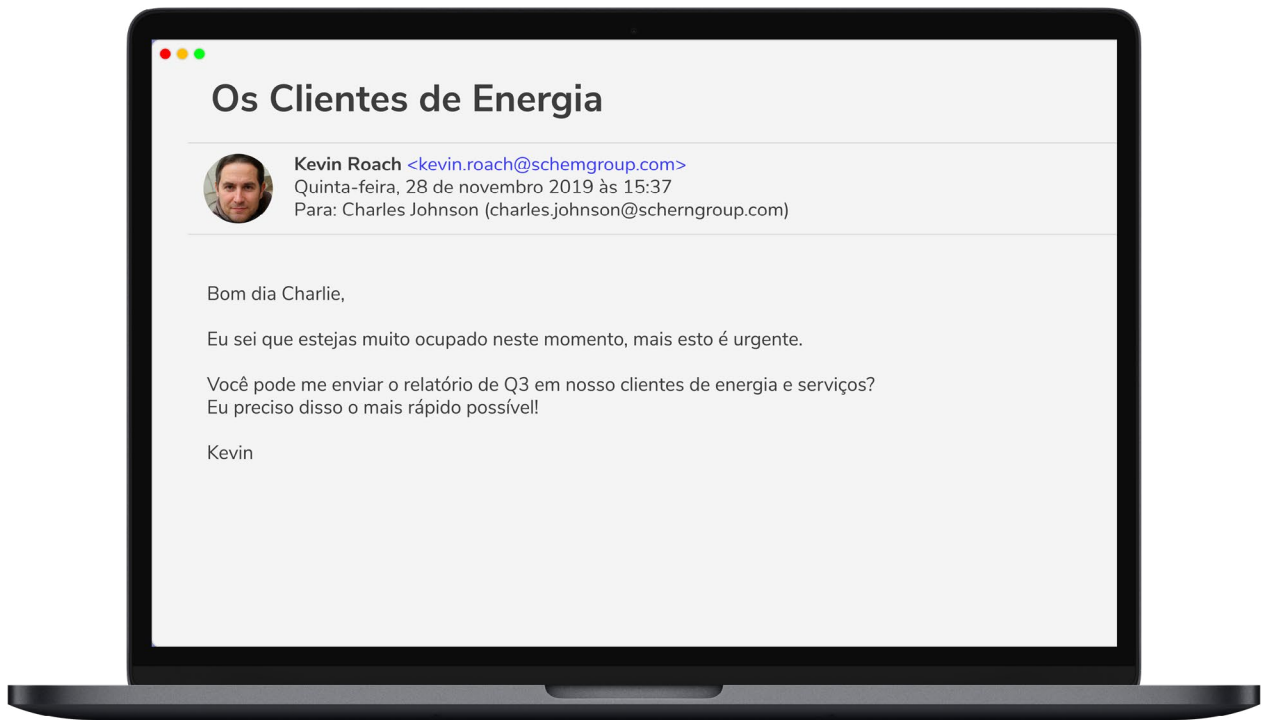 Os Clientes de Energia
Kevin Roach <kevin.roach@schemgroup.com>
Quinta-feira, 28 de novembro 2019 às 15:37
Para: Charles Johnson (charles.johnson@scherngroup.com)
Bom dia Charlie,
Eu sei que estejas muito ocupado neste momento, mais esto é urgente.
Você pode me enviar o relatório de Q3 em nosso clientes de energia e serviços?
Eu preciso disso o mais rápido possível!
Kevin